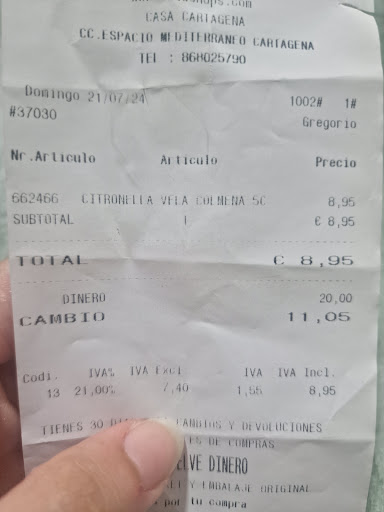 CASA CARTAGENA
CC.ESPACIO MEDITERRANEO CARTAGENA
TEl : 868025790
Domingo 21/07/24 1002# 1#
#37030 Gregorio
Nr.Articulo Articulo Precio
662466 CITRONELLA VELA COLMENA 5C 8,95
SUBTOTAL 1 € 8,95
TOTAL € 8,95
DINERO 20,00
CAMBIO 11,05
Codi. IVA% IVA Excl IVA IVA Incl.
13 21,00% 7,40 1,55 8,95
TIENES 30 CAMBIOS Y DEVOLUCIONES
DE COMPRAS
DINERO
Y EMBALAJE ORIGINAL
por tu compra